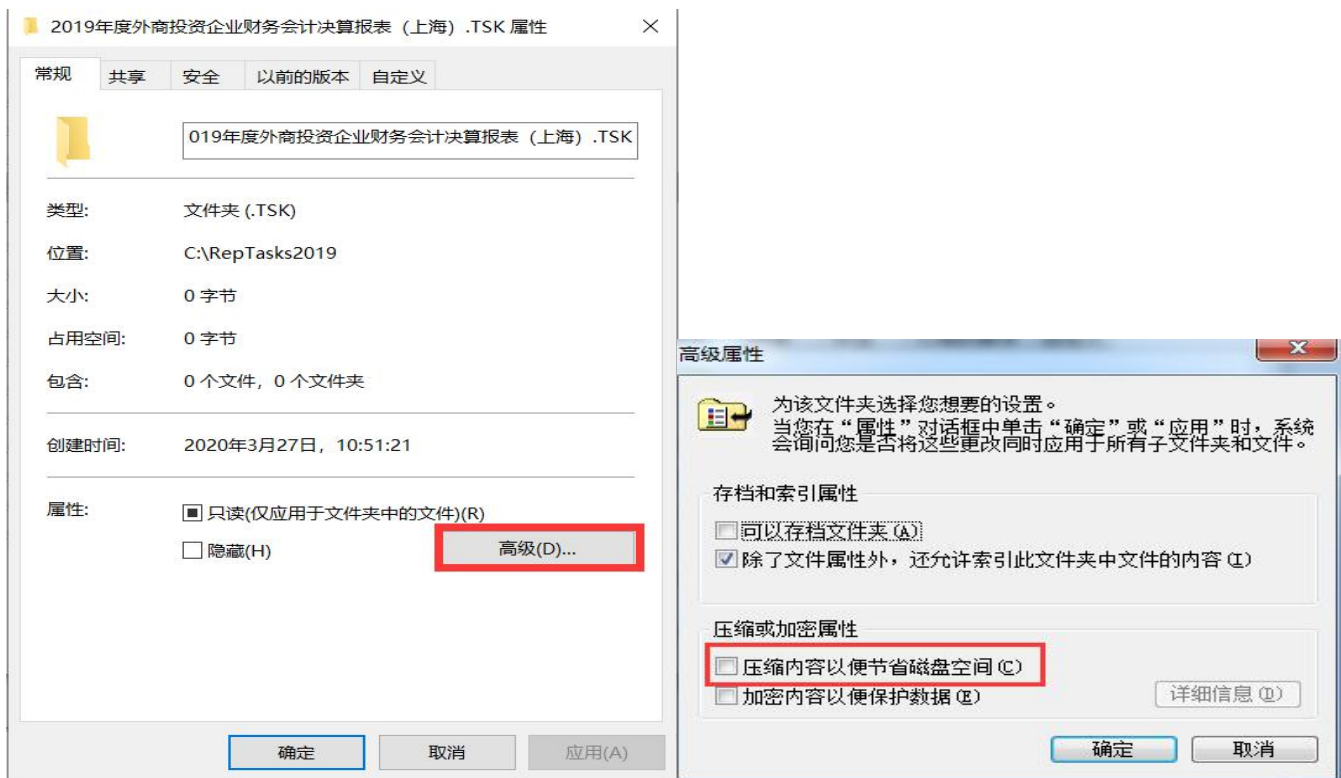 2019年度外商投资企业财务会计决算报表（上海）.TSK 属性
常规 共享 安全 以前的版本 自定义
019年度外商投资企业财务会计决算报表（上海）.TSK
类型: 文件夹 (.TSK)
位置: C:\RepTasks2019
大小: 0 字节
占用空间: 0 字节
包含: 0 个文件，0 个文件夹
创建时间: 2020年3月27日，10:51:21
属性: 只读(仅应用于文件夹中的文件)(R)
隐藏(H) 高级(D)...
确定 取消 应用(A)
高级属性
为该文件夹选择您想要的设置。
当您在“属性”对话框中单击“确定”或“应用”时，系统
会询问您是否将这些更改同时应用于所有子文件夹和文件。
存档和索引属性
可以存档文件夹(A)
除了文件属性外，还允许索引此文件夹中文件的内容(I)
压缩或加密属性
压缩内容以便节省磁盘空间(C)
加密内容以便保护数据(E) 详细信息(D)
确定 取消